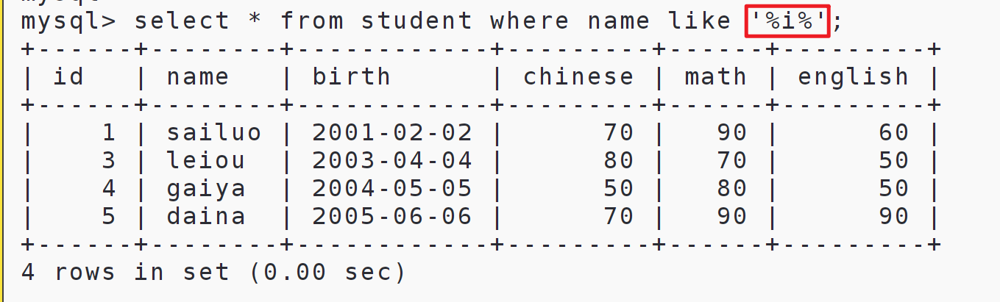 mysql>
mysql> select * from student where name like '%i%';
+------+--------+------------+---------+------+---------+
| id   | name   | birth      | chinese | math | english |
+------+--------+------------+---------+------+---------+
|    1 | sailuo | 2001-02-02 |      70 |   90 |      60 |
|    3 | leiou  | 2003-04-04 |      80 |   70 |      50 |
|    4 | gaiya  | 2004-05-05 |      50 |   80 |      50 |
|    5 | daina  | 2005-06-06 |      70 |   90 |      90 |
+------+--------+------------+---------+------+---------+
4 rows in set (0.00 sec)